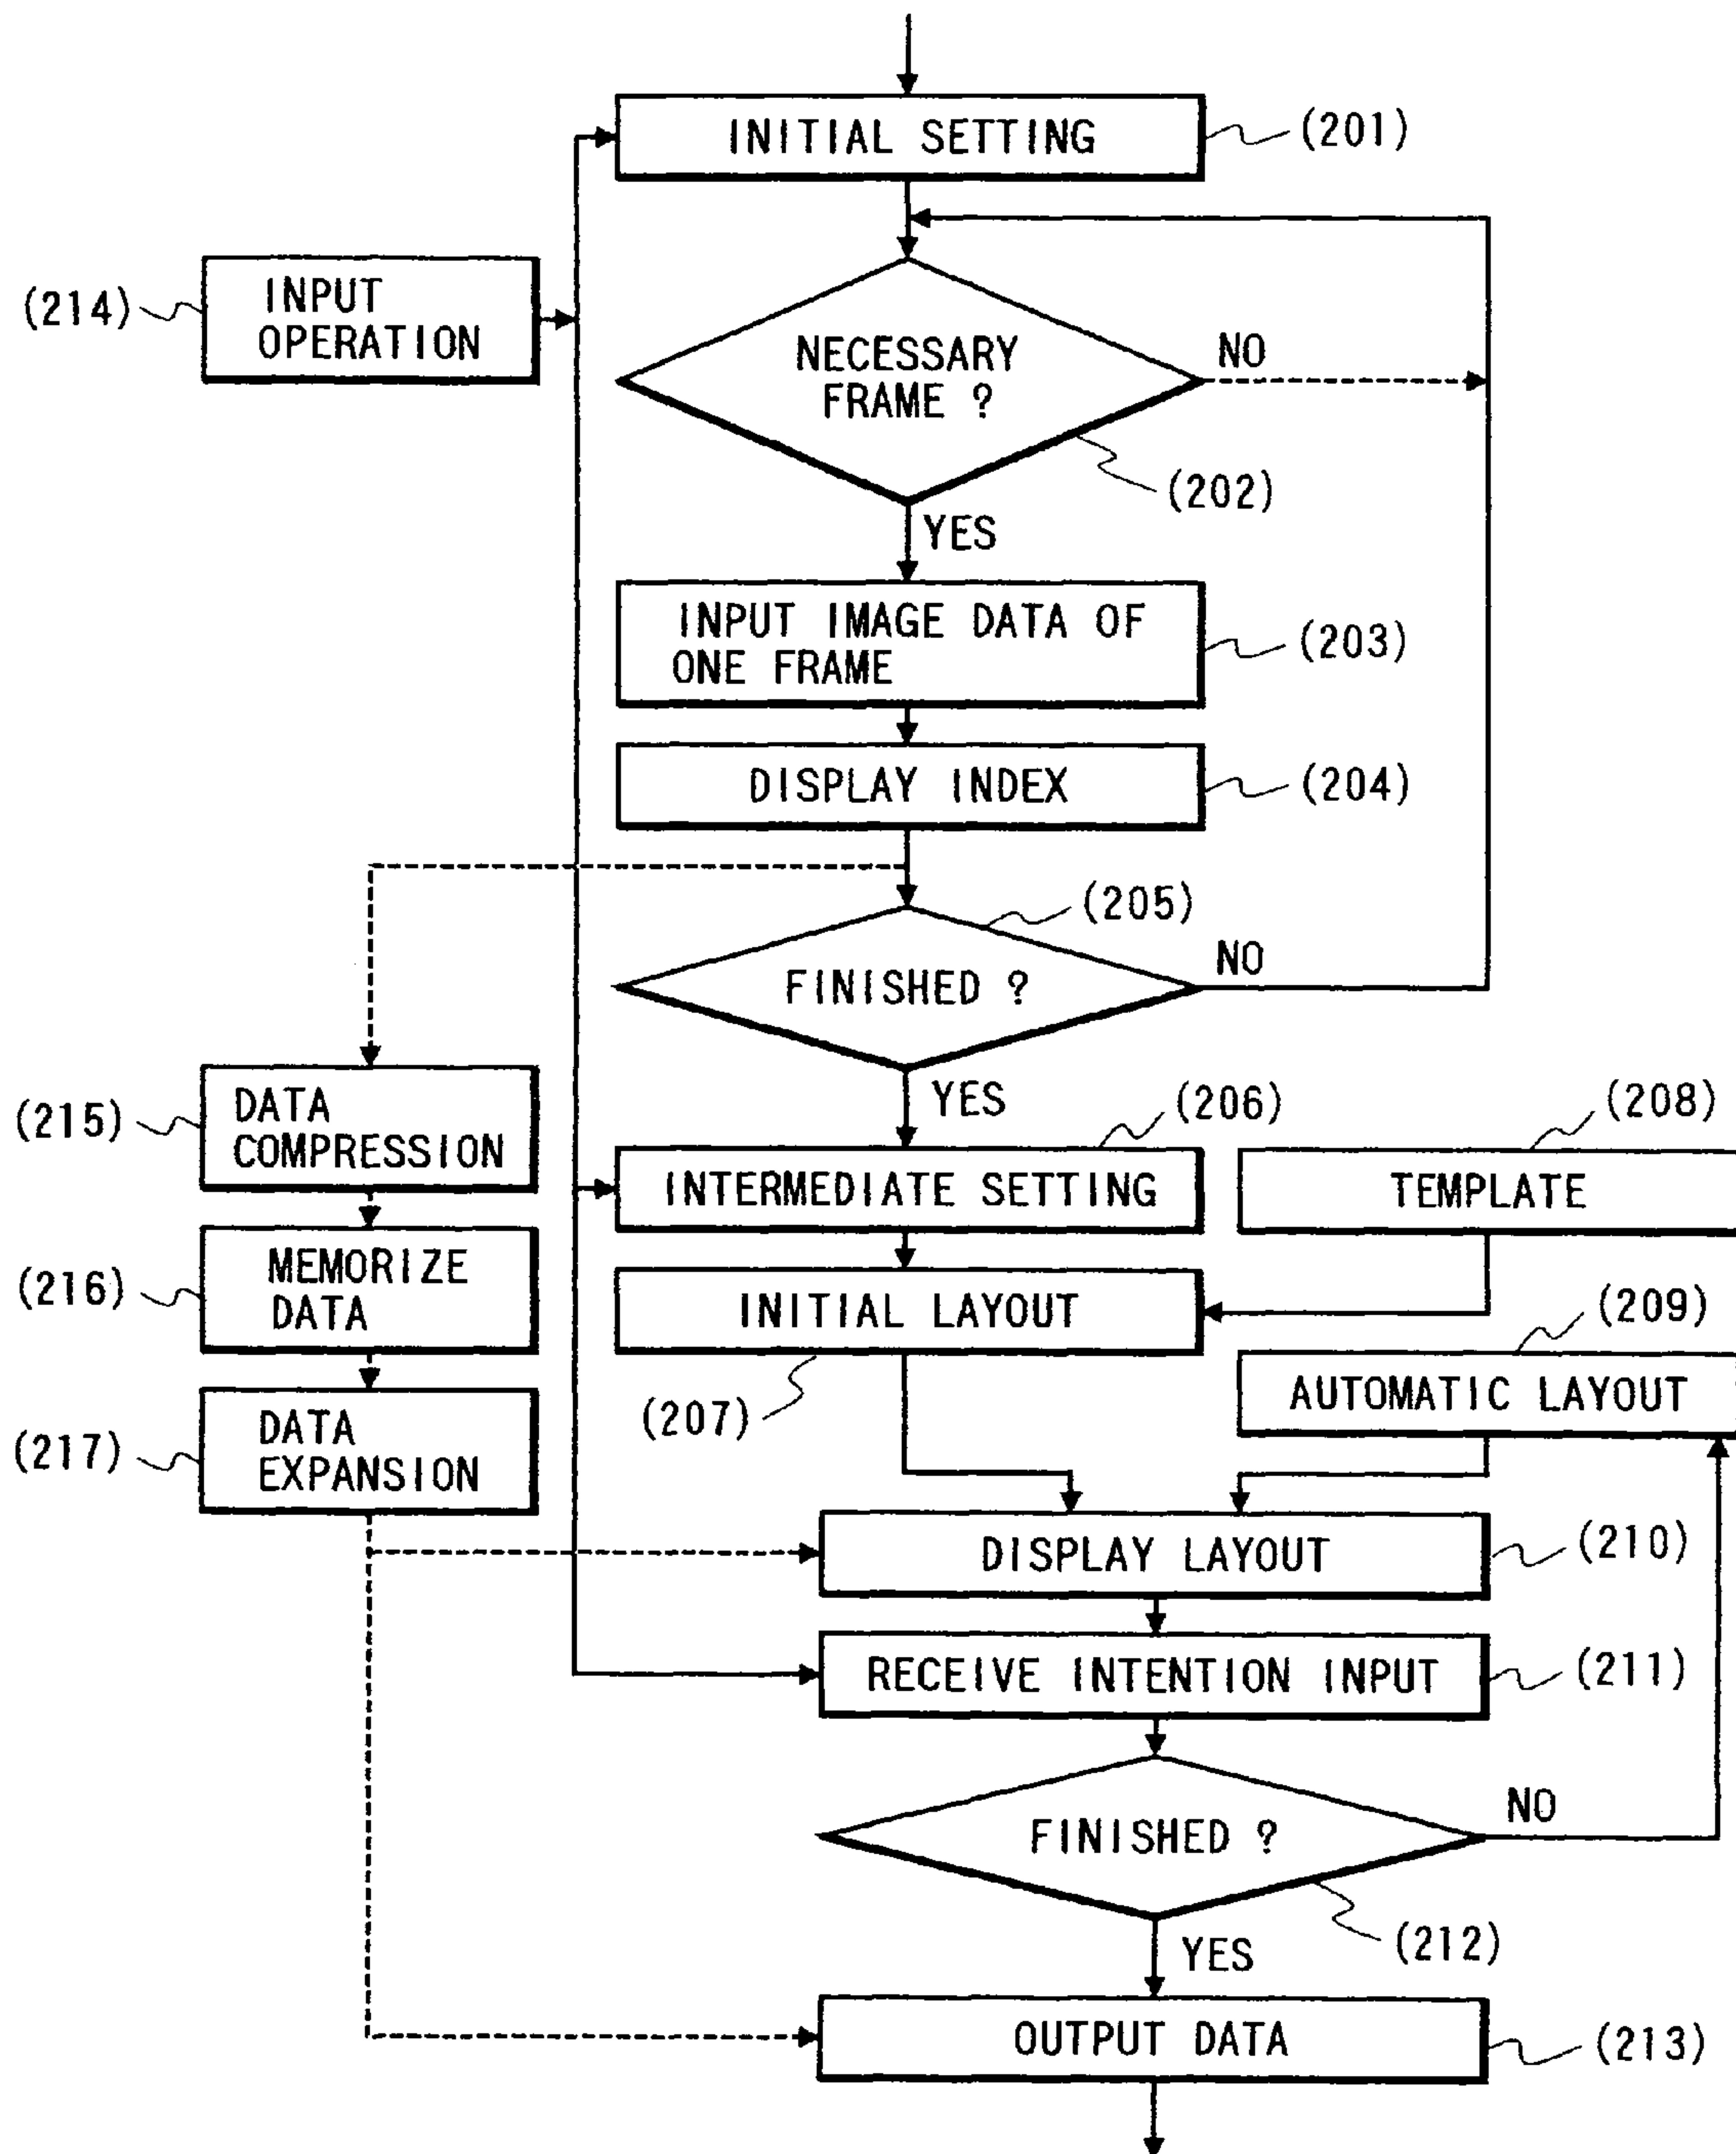 INITIAL SETTING
(201)
(214)
INPUT
OPERATION
NECESSARY
FRAME ?
NO
(202)
YES
INPUT IMAGE DATA OF
ONE FRAME
(203)
DISPLAY INDEX
(204)
(205)
FINISHED ?
NO
YES
(215)
DATA
COMPRESSION
(206)
(208)
INTERMEDIATE SETTING
TEMPLATE
(216)
MEMORIZE
DATA
INITIAL LAYOUT
(209)
(207)
AUTOMATIC LAYOUT
(217)
DATA
EXPANSION
DISPLAY LAYOUT
(210)
RECEIVE INTENTION INPUT
(211)
FINISHED ?
NO
(212)
YES
OUTPUT DATA
(213)